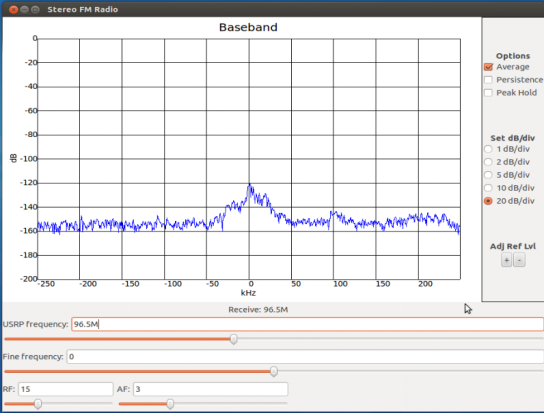 Stereo FM Radio
Baseband
0
-20
-40
-60
-80
-100
-120
-140
-160
-180
-200
dB
-250 -200 -150 -100 -50 0 50 100 150 200
kHz
Options
Average
Persistence
Peak Hold
Set dB/div
1 dB/div
2 dB/div
5 dB/div
10 dB/div
20 dB/div
Adj Ref Lvl
+ -
Receive: 96.5M
USRP frequency: 96.5M
Fine frequency: 0
RF: 15 AF: 3